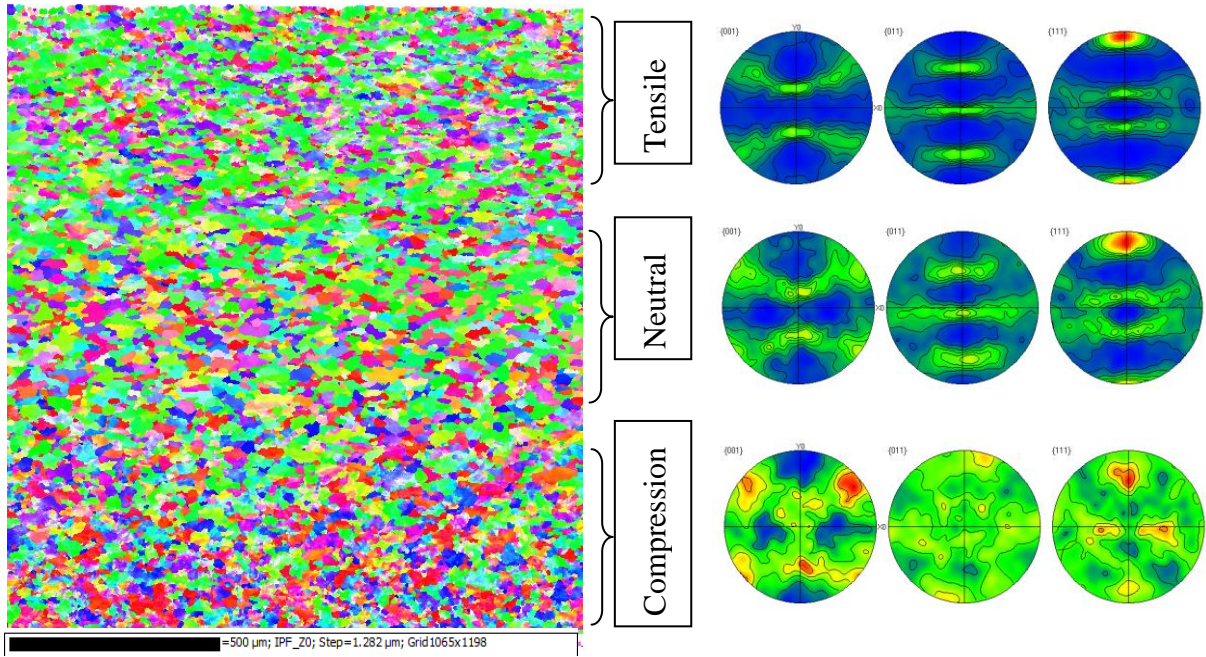 Tensile
{001}
Y0
{011}
{111}
X0
Neutral
{001}
Y0
{011}
{111}
X0
Compression
{001}
Y0
{011}
{111}
X0
=500 µm; IPF_Z0; Step=1.282 µm; Grid1065x1198